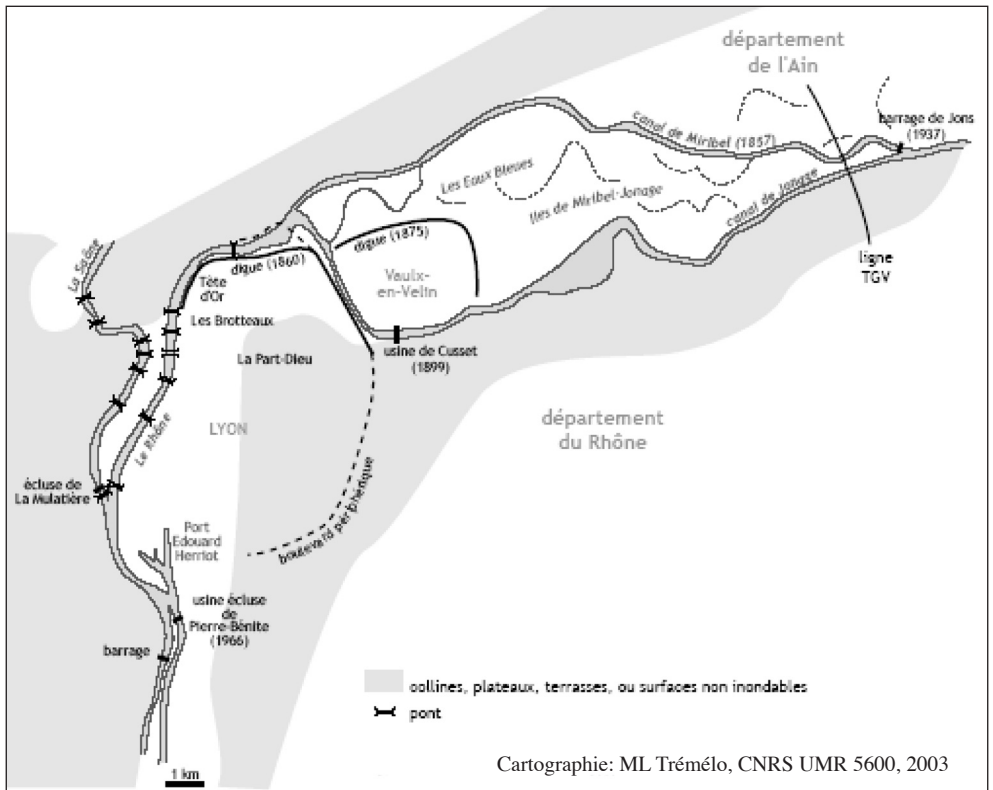 département
de l'Ain
barrage de Jons
(1937)
canal de Miribel (1857)
Les Eaux Bleues
Iles de Miribel-Jonage
canal de Jonage
ligne
TGV
La Saône
digue (1860)
digue (1875)
Vaulx-
en-Velin
Tête
d'Or
Les Brotteaux
La Part-Dieu
usine de Cusset
(1899)
département
du Rhône
LYON
Le Rhône
boulevard périphérique
écluse de
La Mulatière
Port
Edouard
Herriot
usine écluse
de
Pierre-Bénite
(1966)
barrage
collines, plateaux, terrasses, ou surfaces non inondables
pont
1 km
Cartographie: ML Trémélo, CNRS UMR 5600, 2003